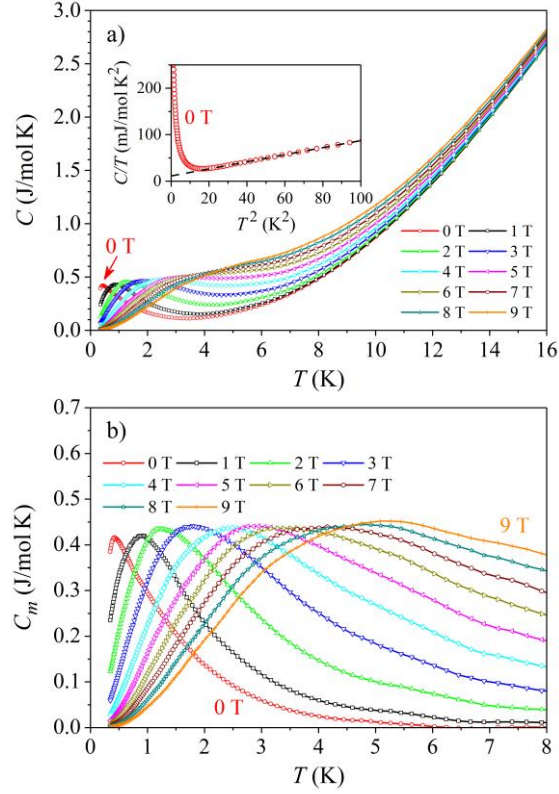 a)
C (J/mol K)
3.0
2.5
2.0
1.5
1.0
0.5
0.0
C/T (mJ/mol K²)
200
100
0
0 T
0 20 40 60 80 100
T² (K²)
0 T
0 T 1 T
2 T 3 T
4 T 5 T
6 T 7 T
8 T 9 T
0 2 4 6 8 10 12 14 16
T (K)
b)
Cₘ (J/mol K)
0.7
0.6
0.5
0.4
0.3
0.2
0.1
0.0
0 T 1 T 2 T 3 T
4 T 5 T 6 T 7 T
8 T 9 T
9 T
0 T
0 1 2 3 4 5 6 7 8
T (K)